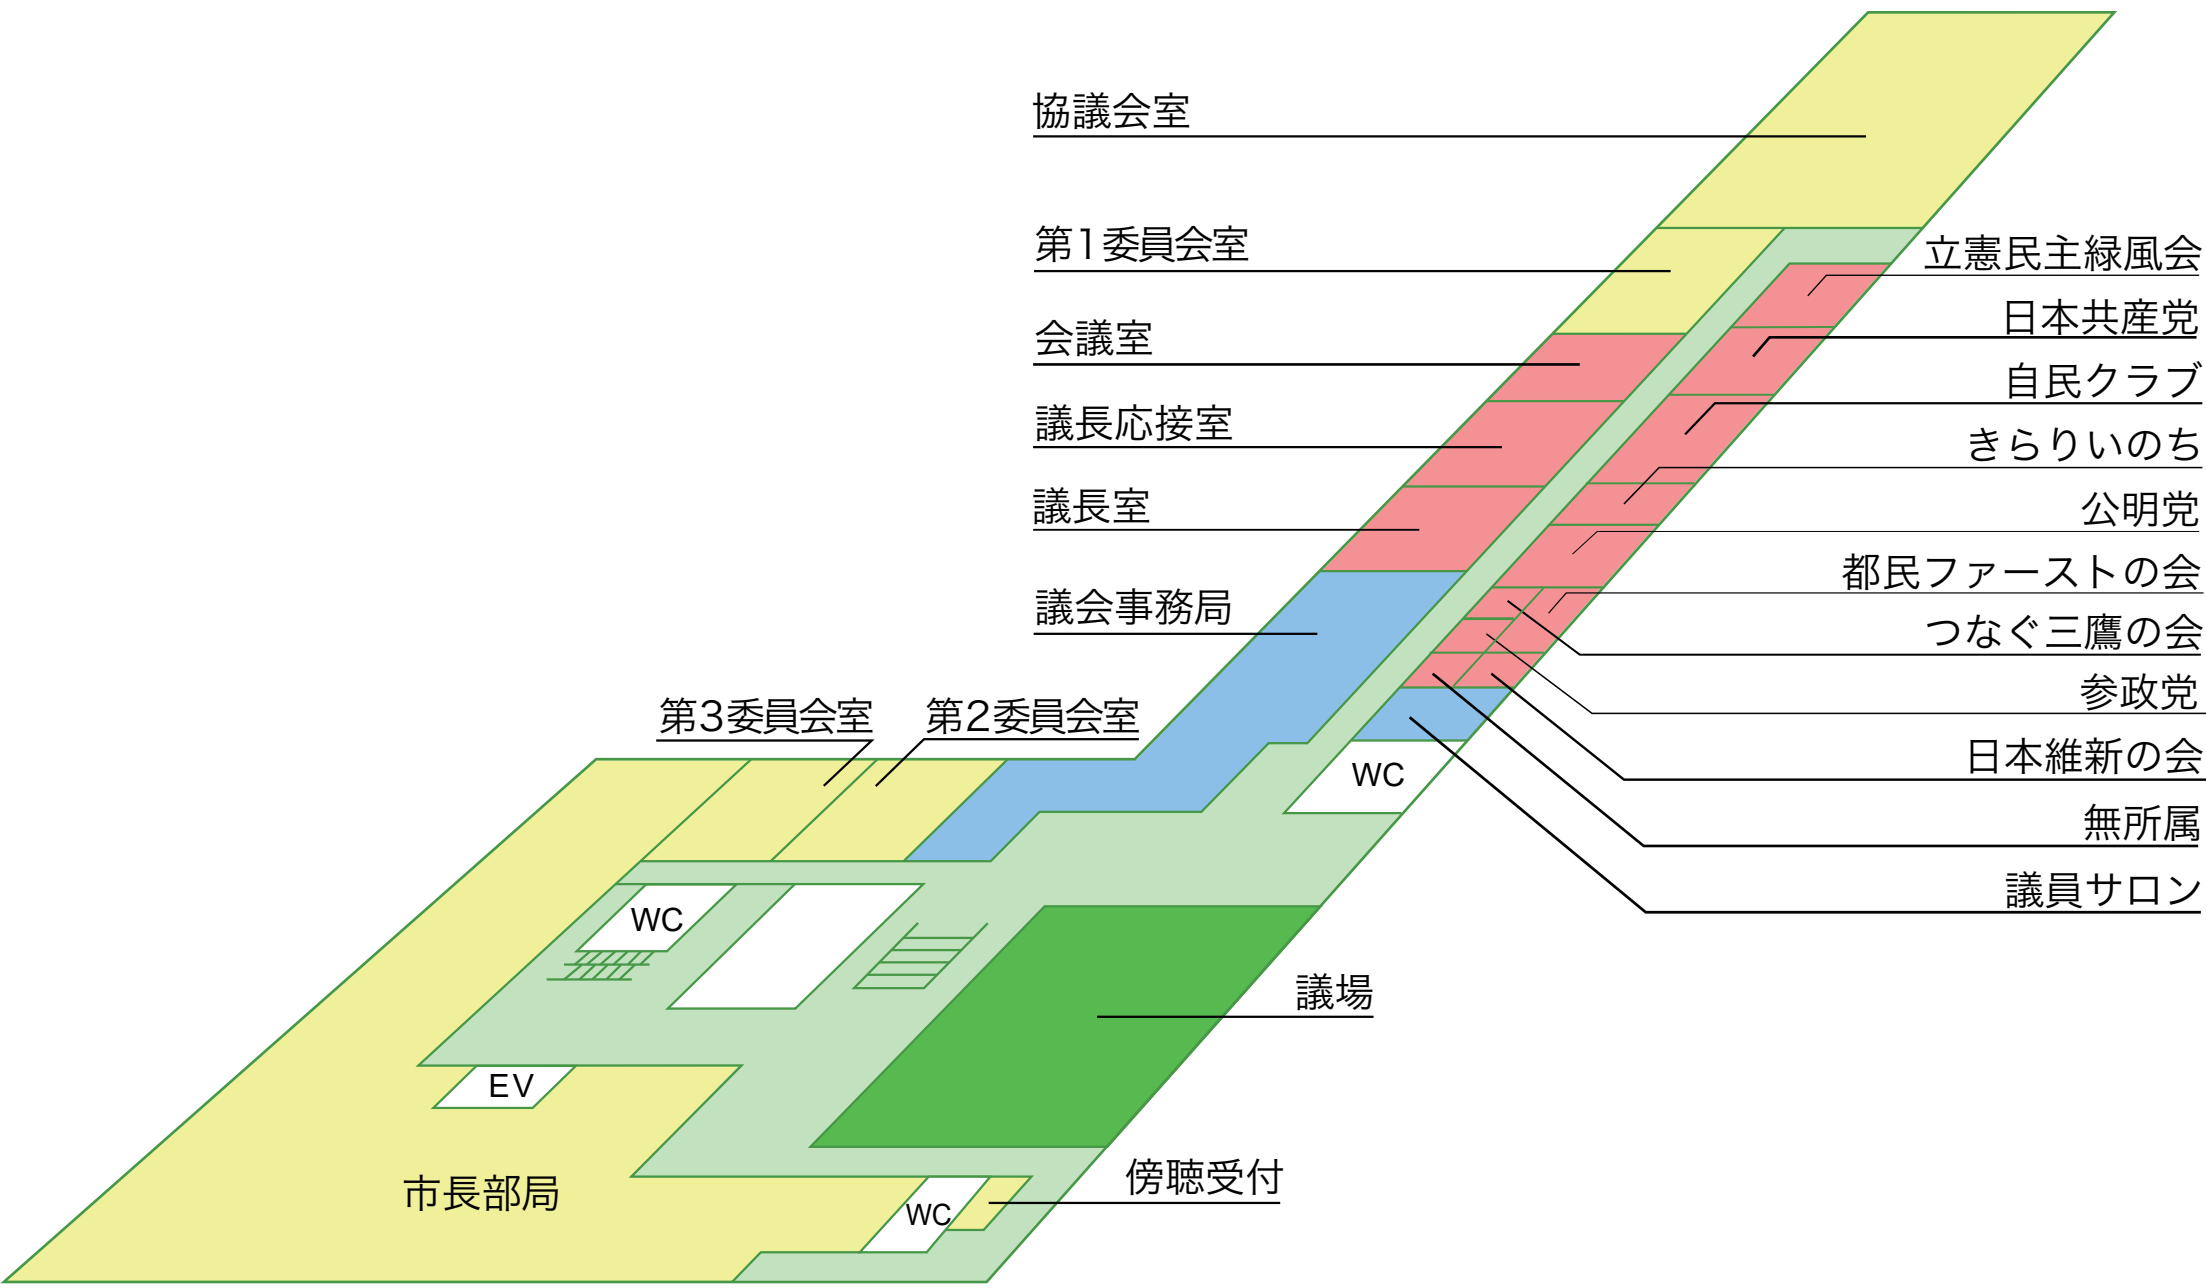 協議会室
第1委員会室
会議室
議長応接室
議長室
議会事務局
第3委員会室
第2委員会室
立憲民主緑風会
日本共産党
自民クラブ
きらりいのち
公明党
都民ファーストの会
つなぐ三鷹の会
参政党
日本維新の会
無所属
議員サロン
WC
WC
議場
EV
市長部局
傍聴受付
WC